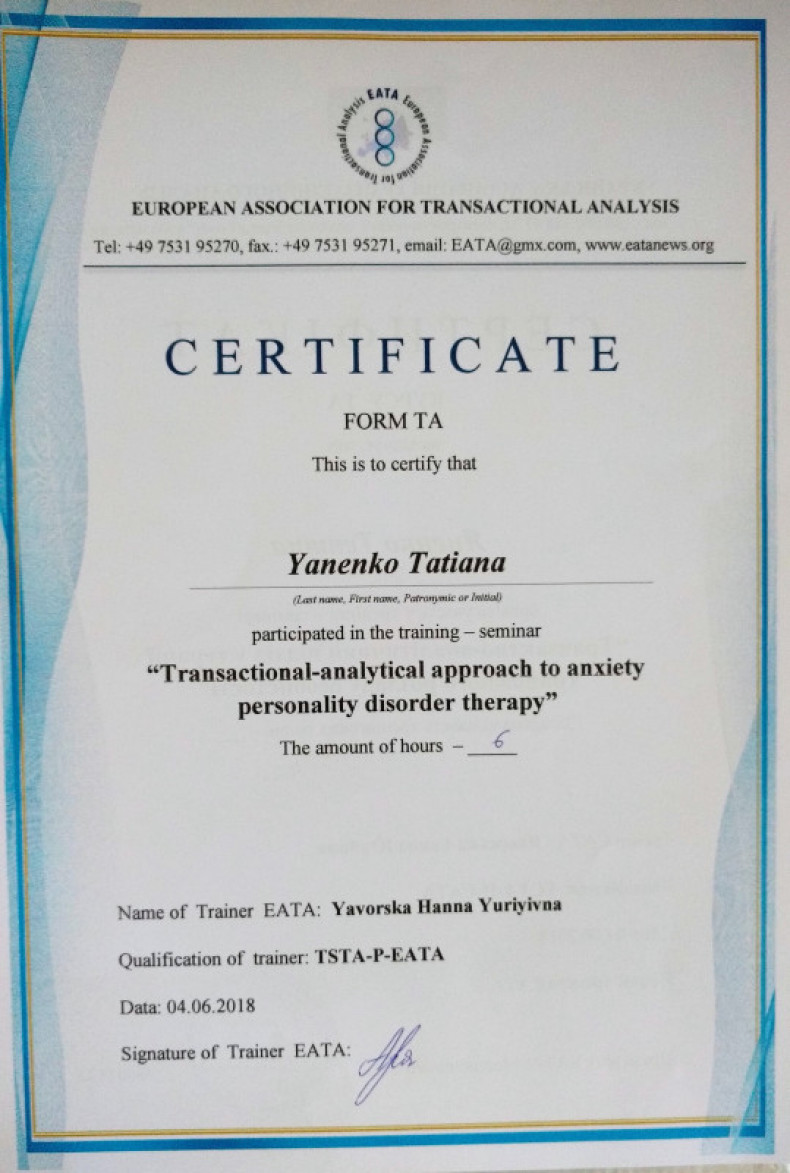 EATA European Association for Transactional Analysis
EUROPEAN ASSOCIATION FOR TRANSACTIONAL ANALYSIS
Tel: +49 7531 95270, fax.: +49 7531 95271, email: EATA@gmx.com, www.eatanews.org
CERTIFICATE
FORM TA
This is to certify that
Yanenko Tatiana
(Last name, First name, Patronymic or Initial)
participated in the training – seminar
“Transactional-analytical approach to anxiety
personality disorder therapy”
The amount of hours – 6
Name of Trainer EATA: Yavorska Hanna Yuriyivna
Qualification of trainer: TSTA-P-EATA
Data: 04.06.2018
Signature of Trainer EATA: